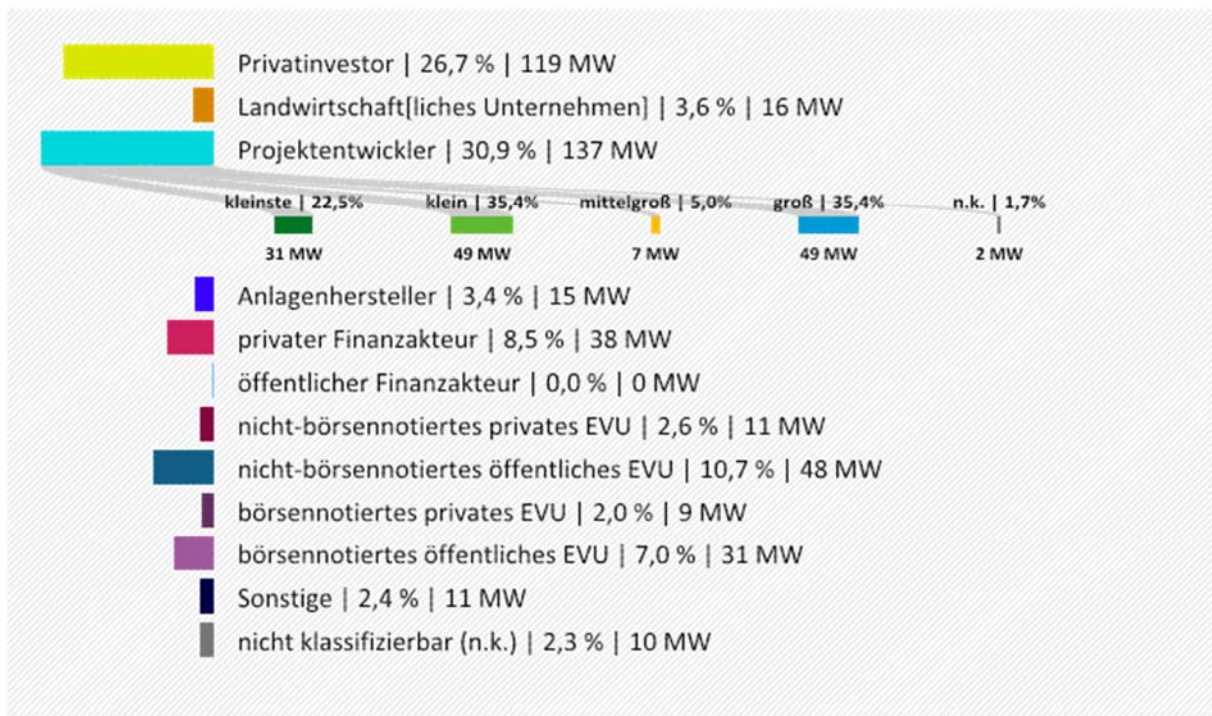 Privatinvestor | 26,7 % | 119 MW
Landwirtschaft[liches Unternehmen] | 3,6 % | 16 MW
Projektentwickler | 30,9 % | 137 MW
kleinste | 22,5% klein | 35,4% mittelgroß | 5,0% groß | 35,4% n.k. | 1,7%
31 MW 49 MW 7 MW 49 MW 2 MW
Anlagenhersteller | 3,4 % | 15 MW
privater Finanzakteur | 8,5 % | 38 MW
öffentlicher Finanzakteur | 0,0 % | 0 MW
nicht-börsennotiertes privates EVU | 2,6 % | 11 MW
nicht-börsennotiertes öffentliches EVU | 10,7 % | 48 MW
börsennotiertes privates EVU | 2,0 % | 9 MW
börsennotiertes öffentliches EVU | 7,0 % | 31 MW
Sonstige | 2,4 % | 11 MW
nicht klassifizierbar (n.k.) | 2,3 % | 10 MW